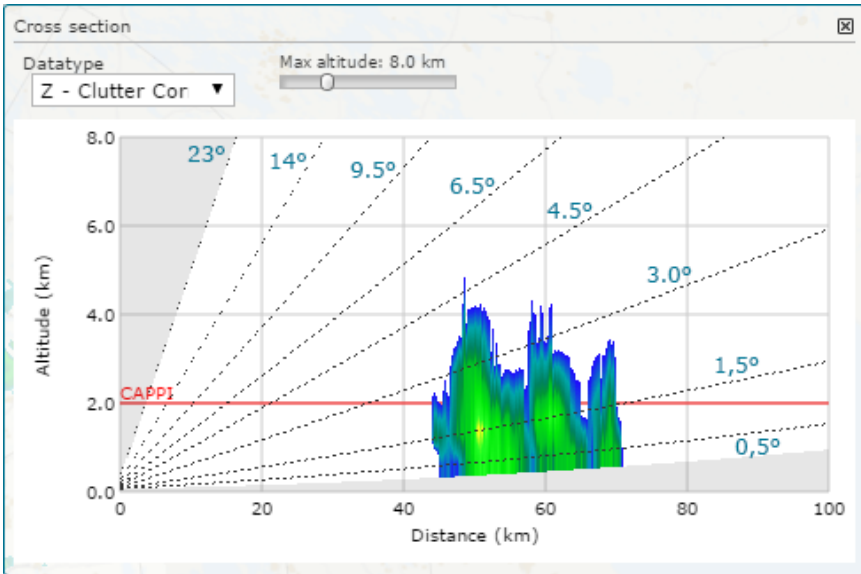 Cross section
Datatype
Max altitude: 8.0 km
Z - Clutter Cor
8.0
23º
14º
9.5º
6.5º
4.5º
6.0
3.0º
4.0
1,5º
CAPPI
2.0
0,5º
0.0
0
20
40
60
80
100
Altitude (km)
Distance (km)